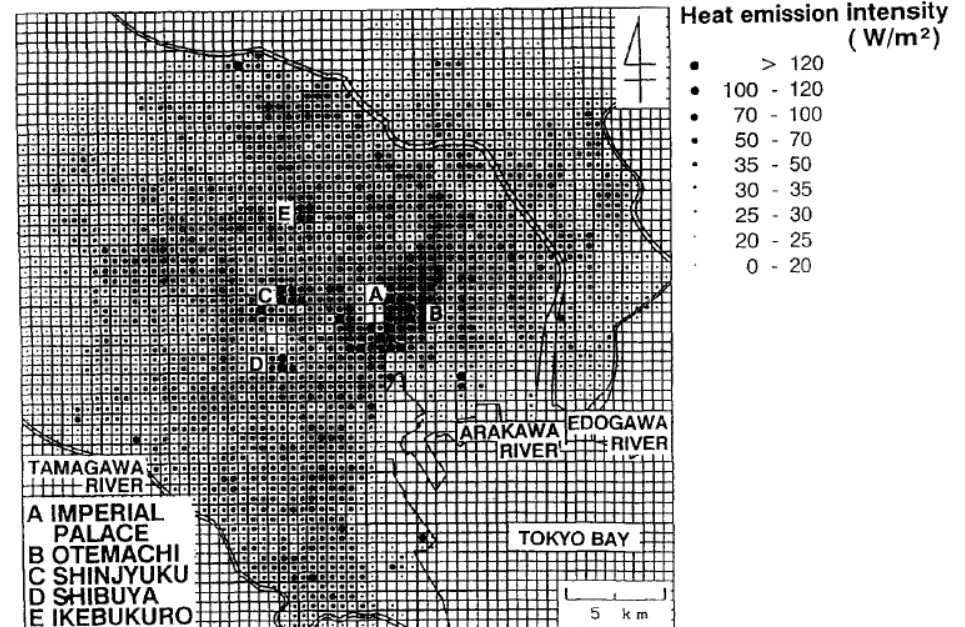 Heat emission intensity
( W/m²)
> 120
100 - 120
70 - 100
50 - 70
35 - 50
30 - 35
25 - 30
20 - 25
0 - 20
E
C
A
B
D
ARAKAWA
RIVER
EDOGAWA
RIVER
TAMAGAWA
RIVER
TOKYO BAY
A IMPERIAL
PALACE
B OTEMACHI
C SHINJYUKU
D SHIBUYA
E IKEBUKURO
5 km